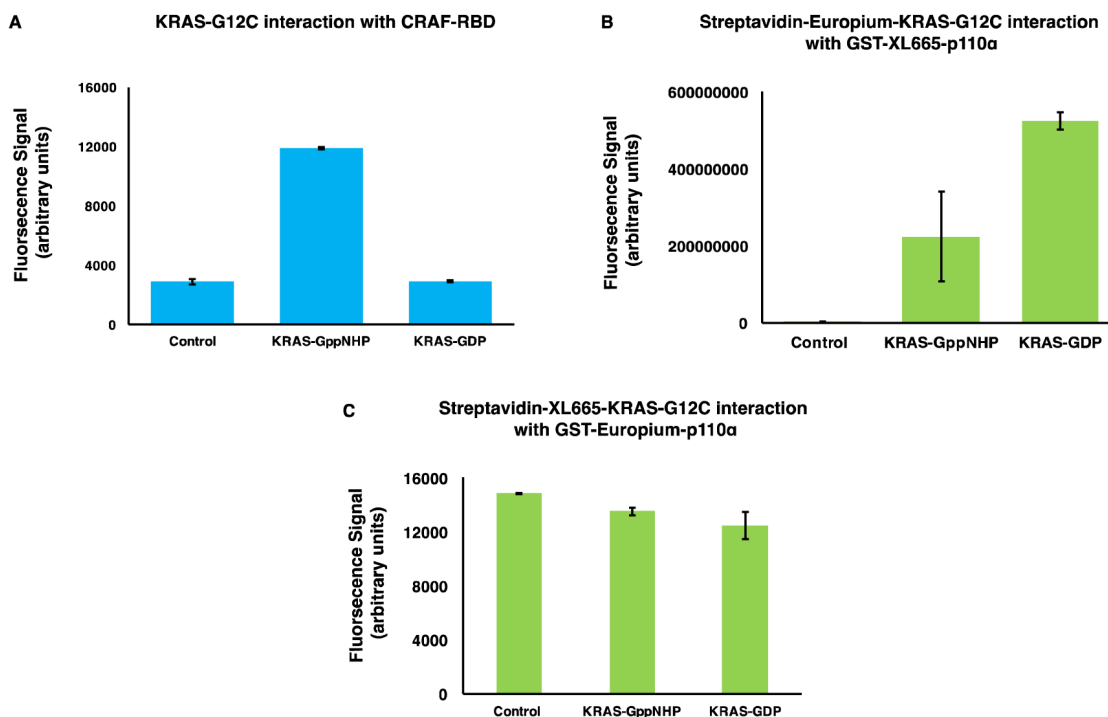 A
KRAS-G12C interaction with CRAF-RBD
Fluorsecence Signal
(arbitrary units)
16000
12000
8000
4000
0
Control
KRAS-GppNHP
KRAS-GDP
B
Streptavidin-Europium-KRAS-G12C interaction
with GST-XL665-p110α
Fluorsecence Signal
(arbitrary units)
600000000
400000000
200000000
0
Control
KRAS-GppNHP
KRAS-GDP
C
Streptavidin-XL665-KRAS-G12C interaction
with GST-Europium-p110α
Fluorsecence Signal
(arbitrary units)
16000
12000
8000
4000
0
Control
KRAS-GppNHP
KRAS-GDP